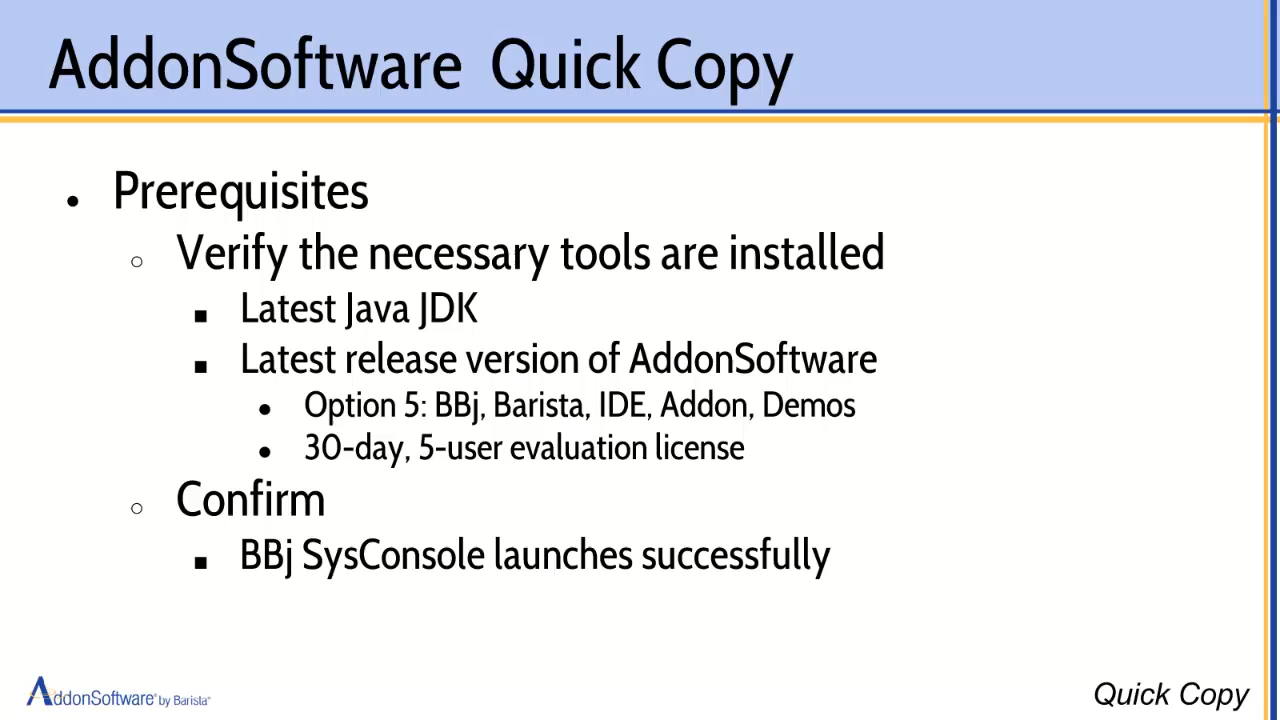 AddonSoftware Quick Copy
● Prerequisites
○ Verify the necessary tools are installed
■ Latest Java JDK
■ Latest release version of AddonSoftware
● Option 5: BBj, Barista, IDE, Addon, Demos
● 30-day, 5-user evaluation license
○ Confirm
■ BBj SysConsole launches successfully
AddonSoftware® by Barista™
Quick Copy